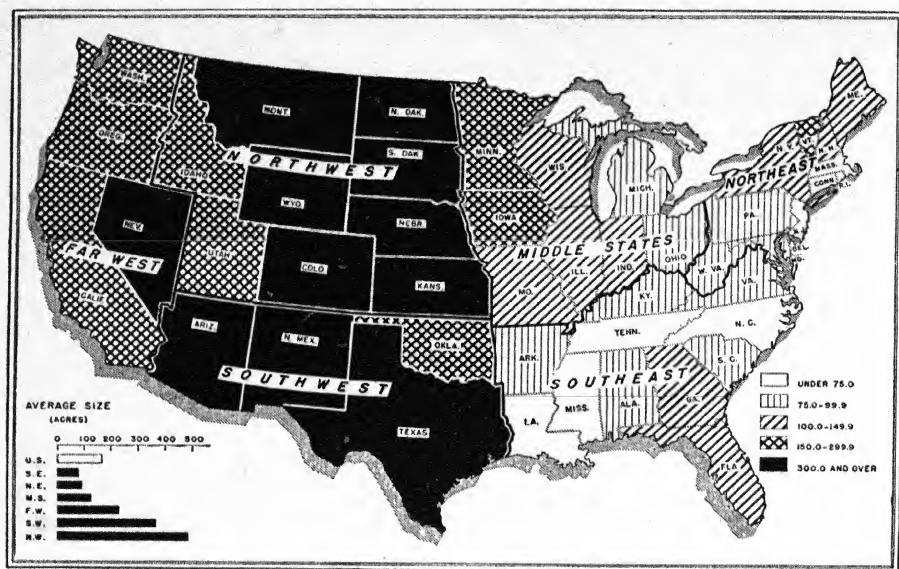 WASH.
MONT.
N. DAK.
ME.
OREG.
MINN.
N.Y.
VT.
N.H.
S. DAK.
WIS.
MASS.
NORTHWEST
IDAHO
NORTHEAST
CONN.
R.I.
MICH.
WYO.
IOWA
NEBR.
PA.
NEV.
MIDDLE STATES
OHIO
DEL.
FAR WEST
UTAH
COLO.
ILL.
IND.
W. VA.
KANS.
MO.
VA.
CALIF.
KY.
ARIZ.
N. MEX.
OKLA.
TENN.
N. C.
ARK.
S. C.
SOUTHWEST
SOUTHEAST
MISS.
ALA.
GA.
LA.
TEXAS
FLA.
AVERAGE SIZE
(ACRES)
0 100 200 300 400 500
U.S.
S.E.
N.E.
M.S.
F.W.
S.W.
N.W.
UNDER 75.0
75.0-99.9
100.0-149.9
150.0-299.9
300.0 AND OVER